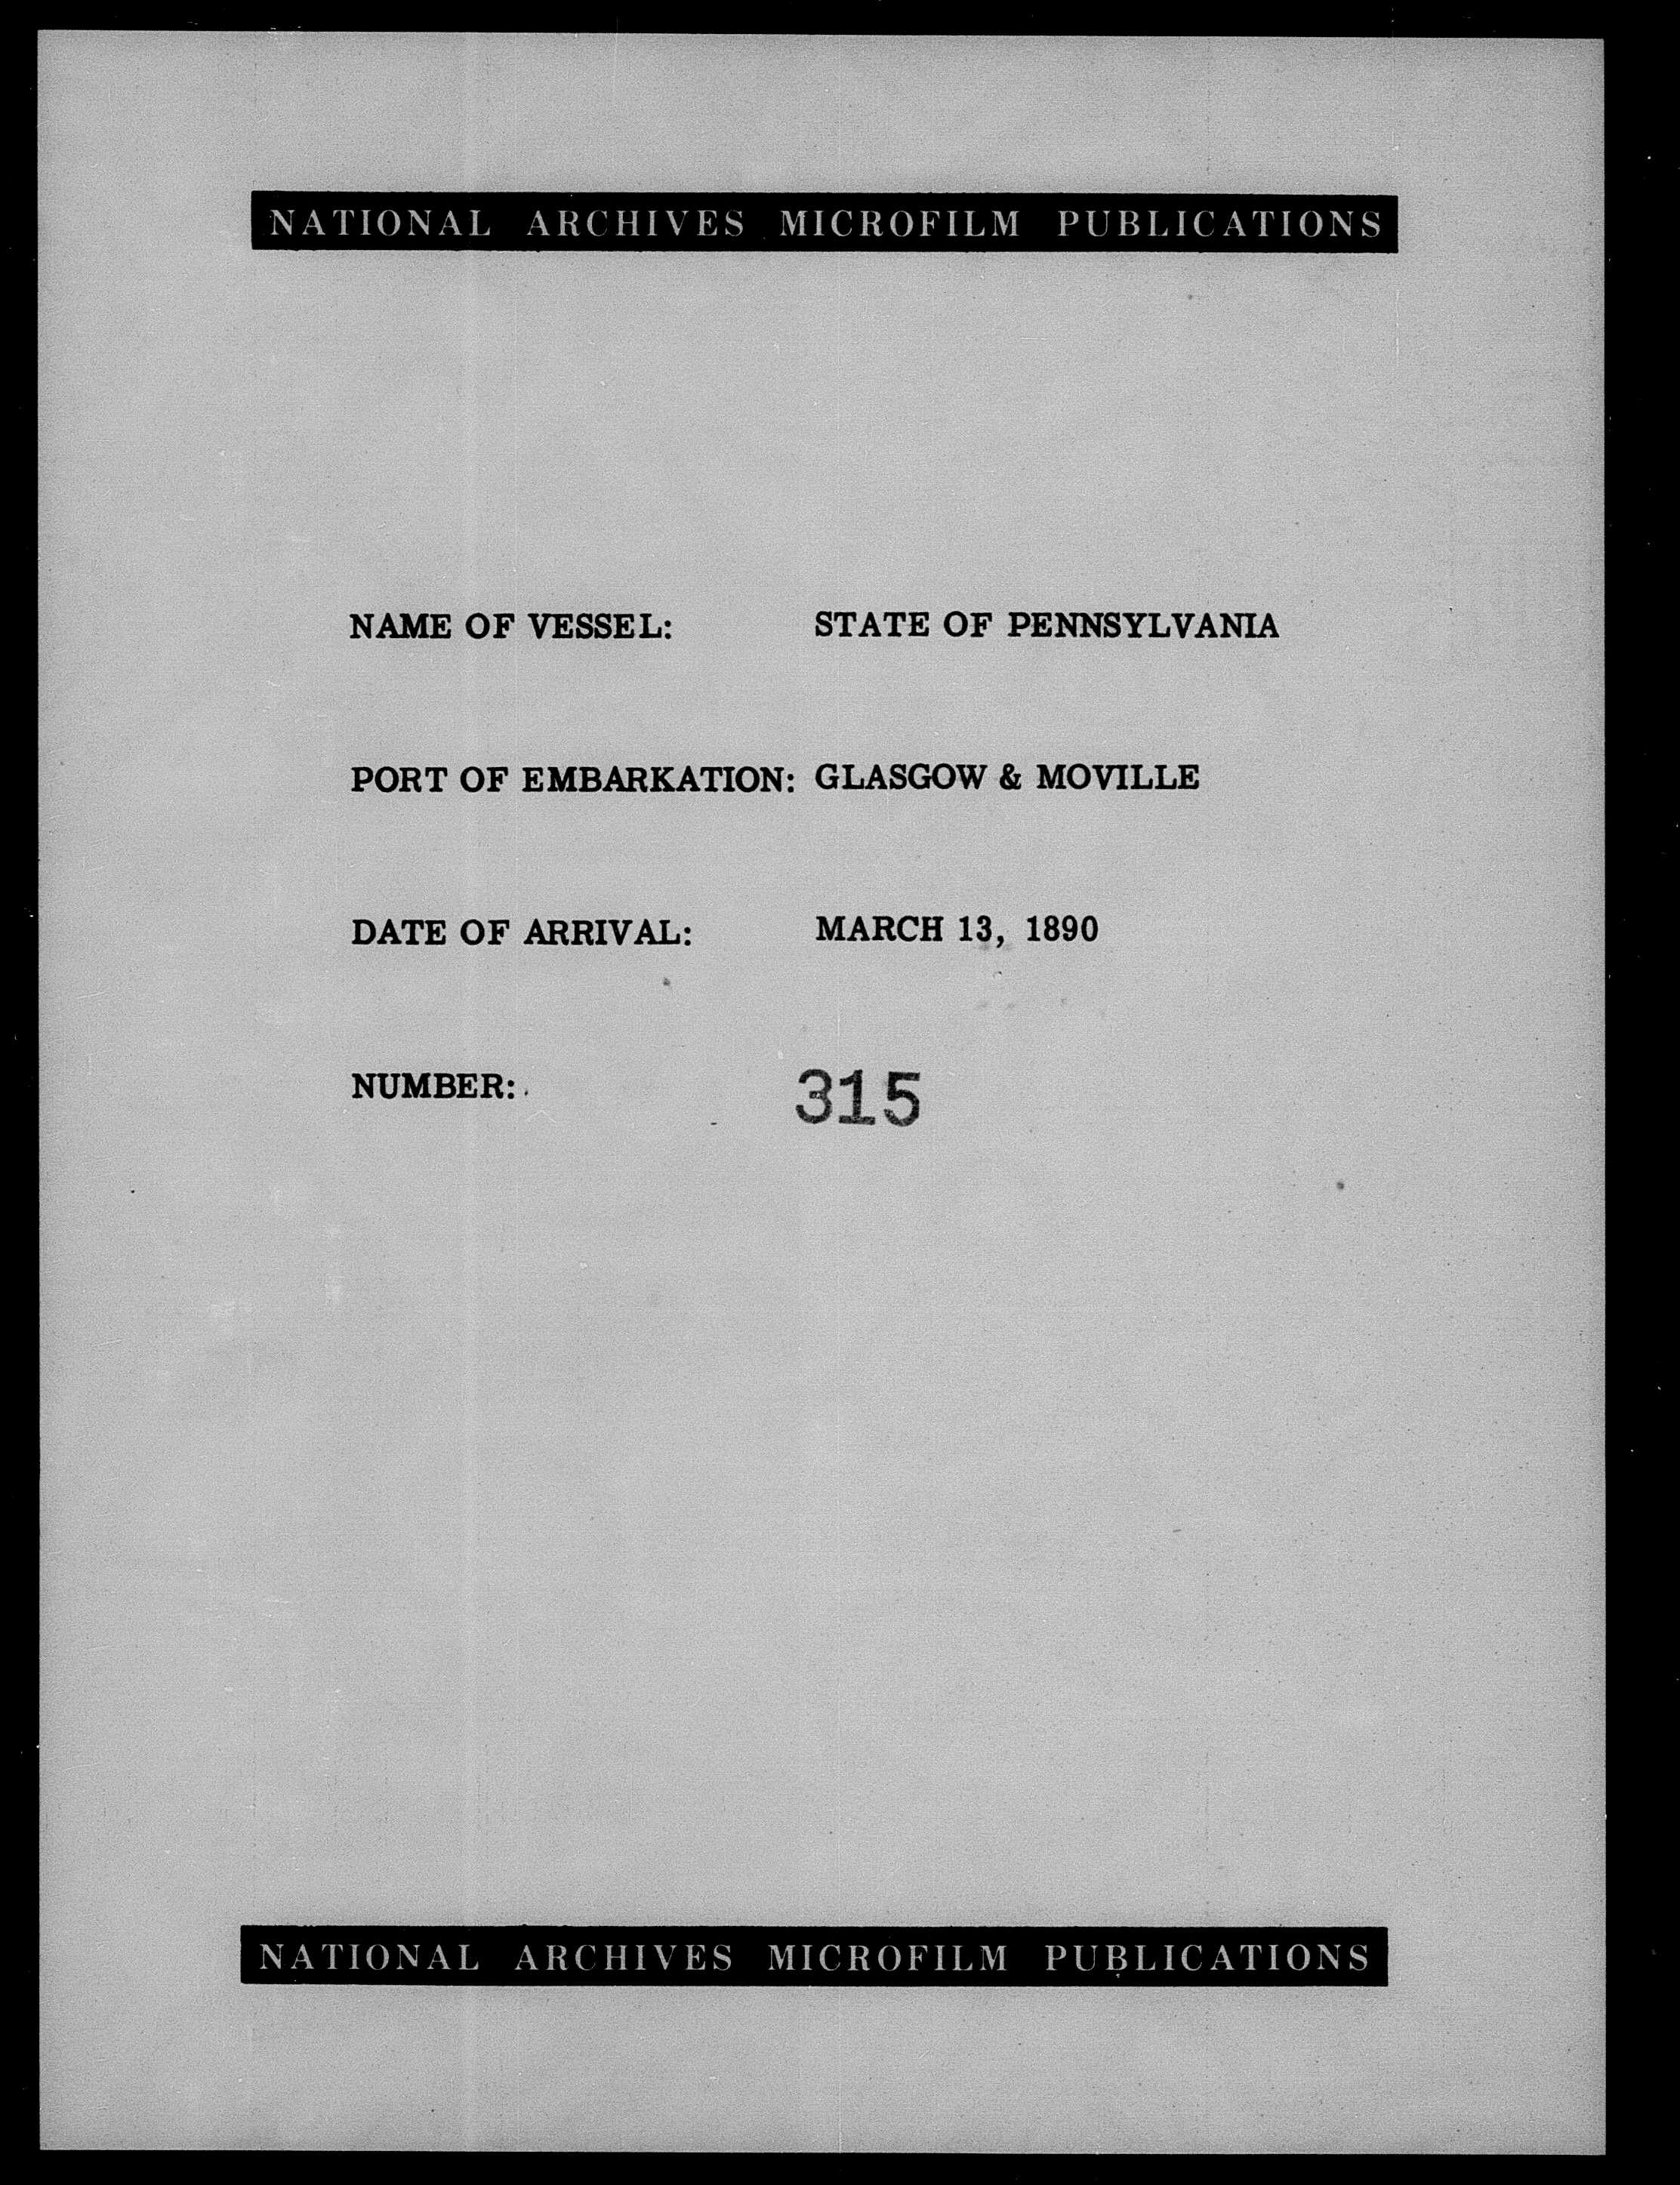 NATIONAL ARCHIVES MICROFILM PUBLICATIONS
NAME OF VESSEL: STATE OF PENNSYLVANIA
PORT OF EMBARKATION: GLASGOW & MOVILLE
DATE OF ARRIVAL: MARCH 13, 1890
NUMBER: 315
NATIONAL ARCHIVES MICROFILM PUBLICATIONS